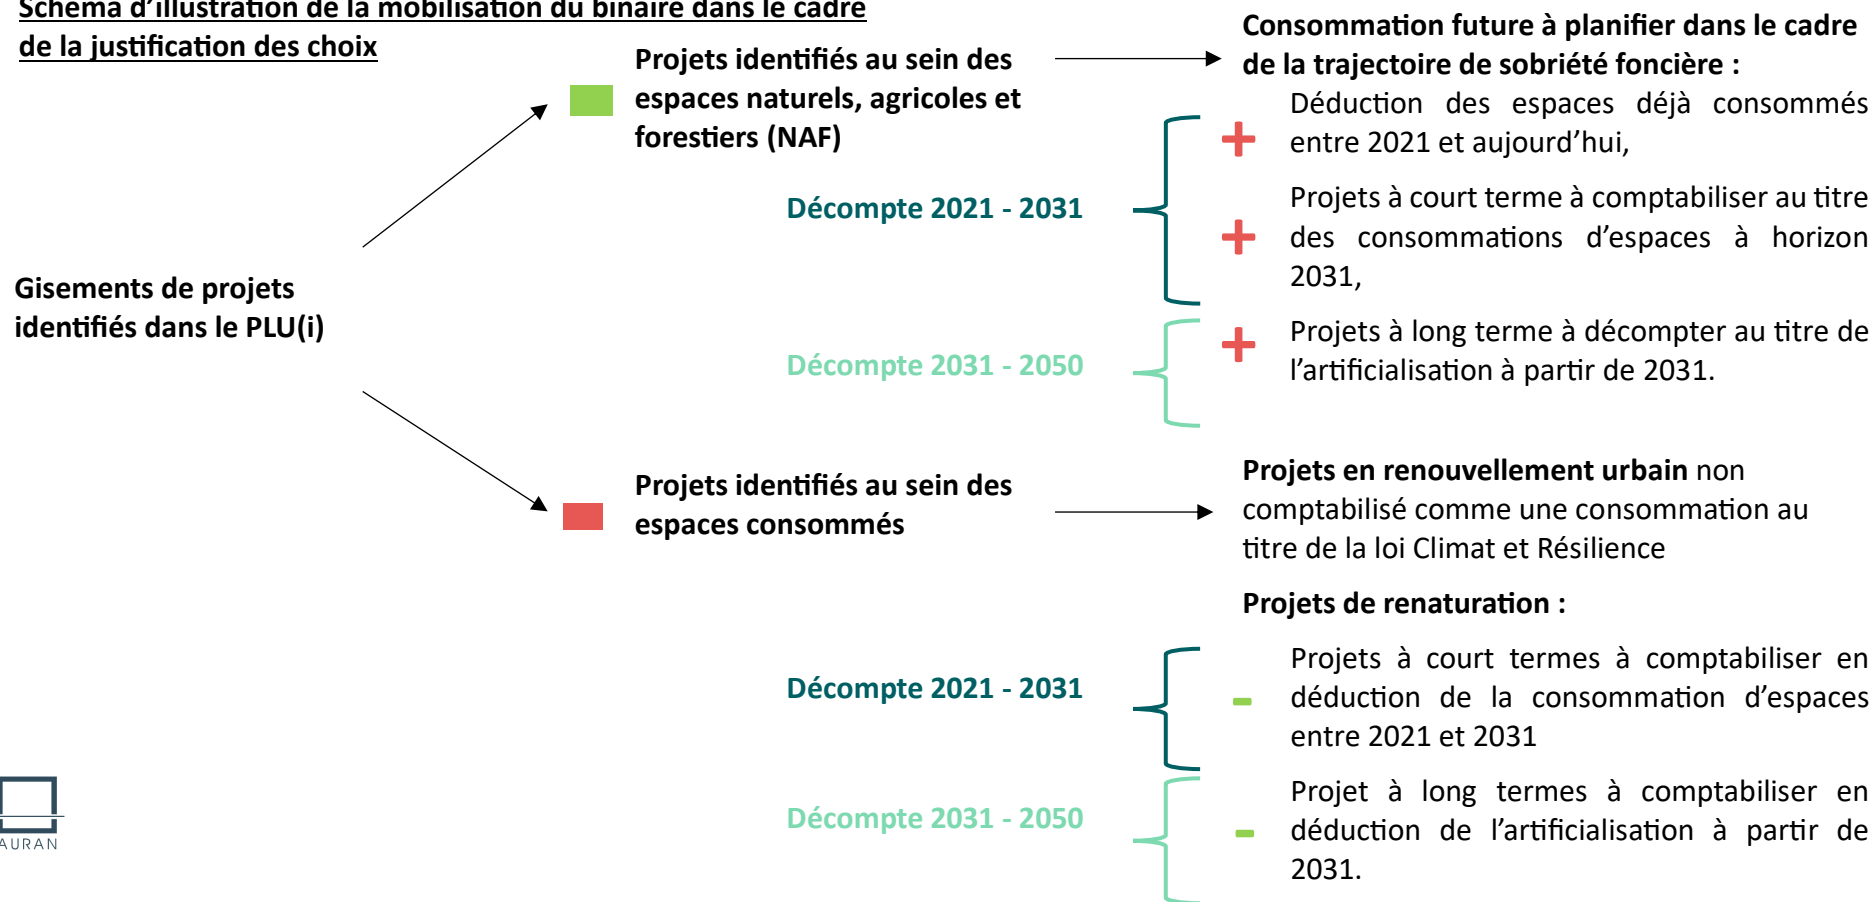 Schéma d’illustration de la mobilisation du binaire dans le cadre
de la justification des choix
Gisements de projets
identifiés dans le PLU(i)
Projets identifiés au sein des
espaces naturels, agricoles et
forestiers (NAF)
Consommation future à planifier dans le cadre
de la trajectoire de sobriété foncière :
Décompte 2021 - 2031
+ Déduction des espaces déjà consommés
entre 2021 et aujourd’hui,
+ Projets à court terme à comptabiliser au titre
des consommations d’espaces à horizon
2031,
Décompte 2031 - 2050
+ Projets à long terme à décompter au titre de
l’artificialisation à partir de 2031.
Projets identifiés au sein des
espaces consommés
Projets en renouvellement urbain non
comptabilisé comme une consommation au
titre de la loi Climat et Résilience
Projets de renaturation :
Décompte 2021 - 2031
- Projets à court termes à comptabiliser en
déduction de la consommation d’espaces
entre 2021 et 2031
Décompte 2031 - 2050
- Projet à long termes à comptabiliser en
déduction de l’artificialisation à partir de
2031.
AURAN